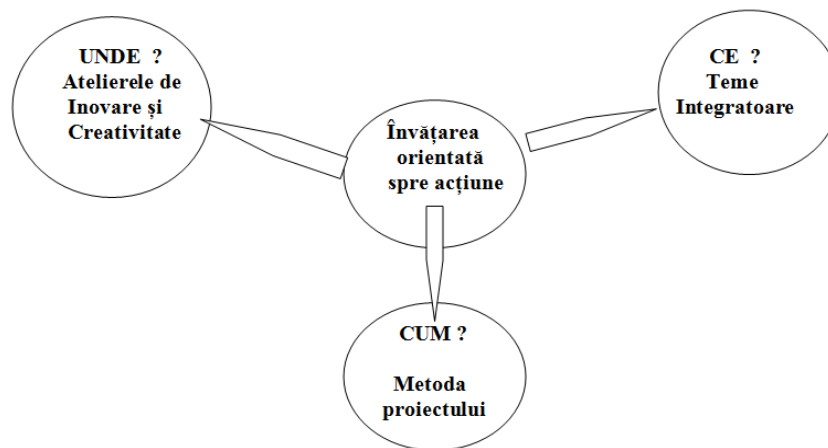 UNDE ?
Atelierele de
Inovare și
Creativitate
CE ?
Teme
Integratoare
Învățarea
orientată
spre acțiune
CUM ?
Metoda
proiectului